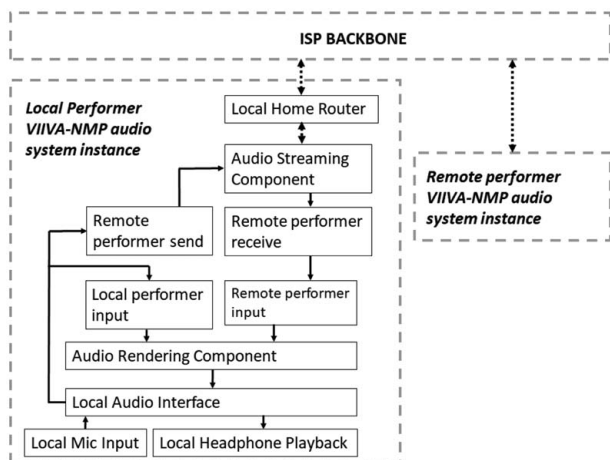 ISP BACKBONE
Local Performer
VIIVA-NMP audio
system instance
Local Home Router
Audio Streaming
Component
Remote performer
VIIVA-NMP audio
system instance
Remote
performer send
Remote performer
receive
Local performer
input
Remote performer
input
Audio Rendering Component
Local Audio Interface
Local Mic Input
Local Headphone Playback